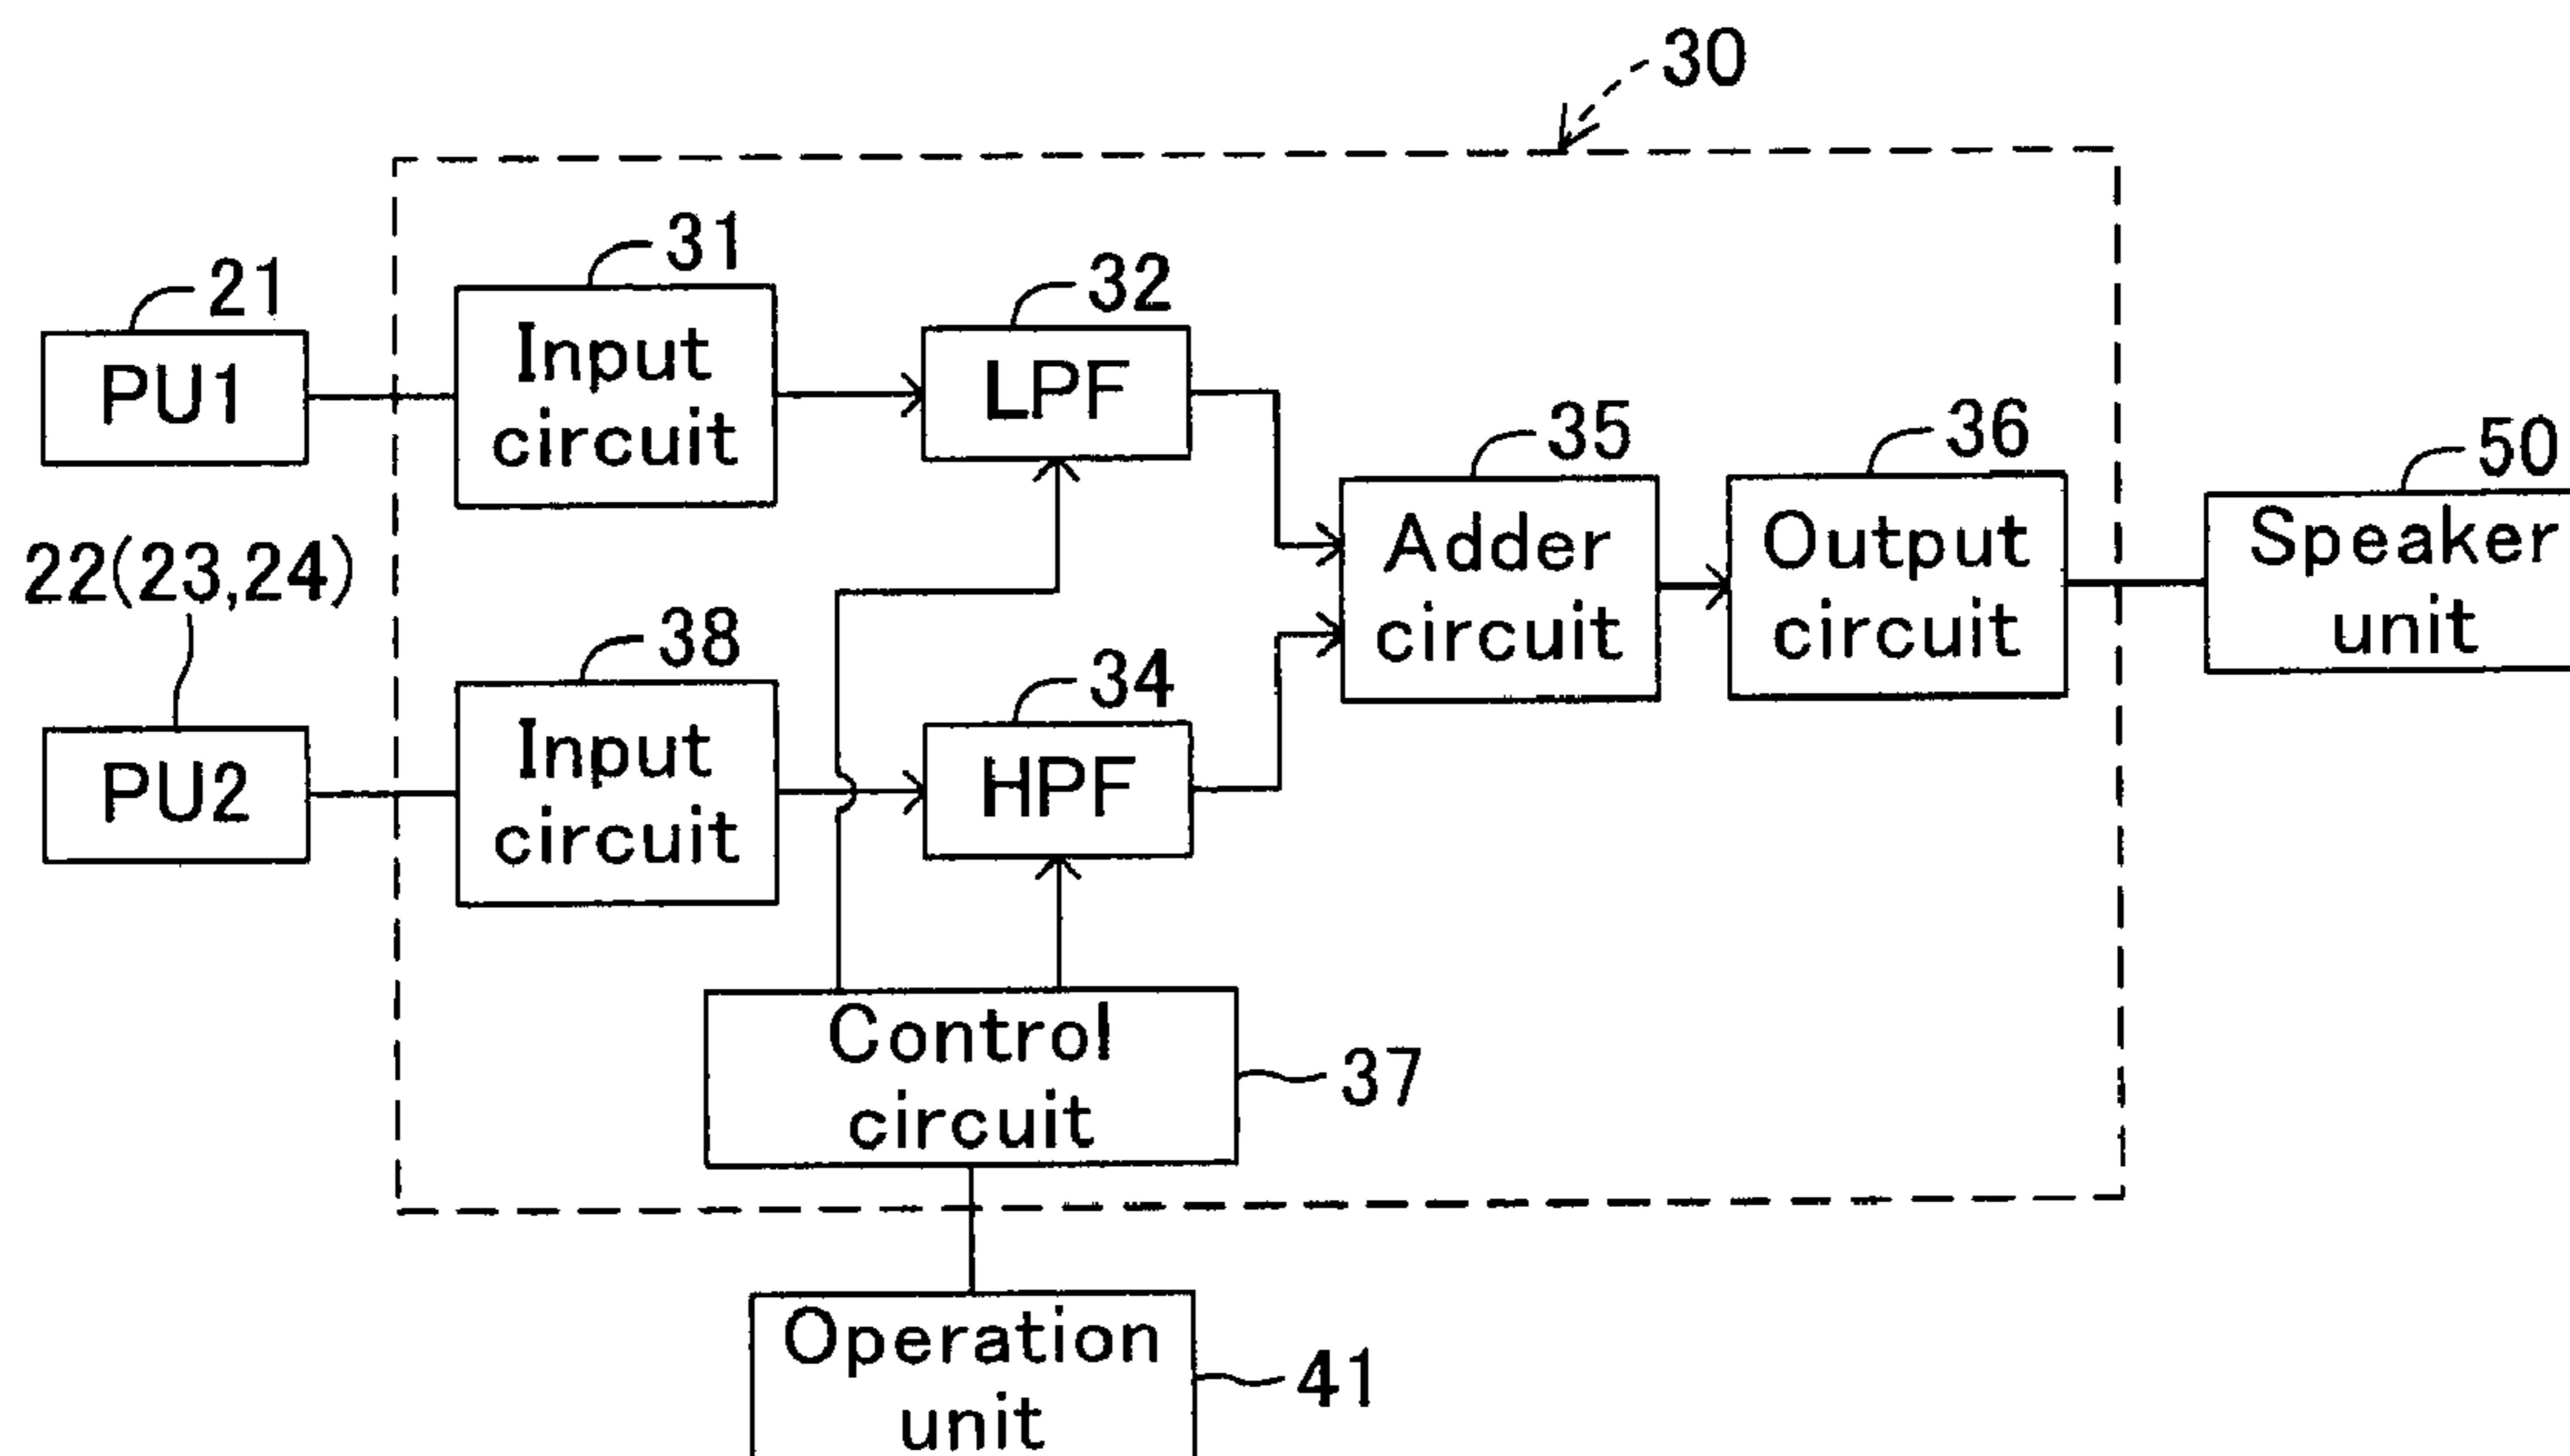 30
31
32
21
Input
circuit
LPF
PU1
35
36
50
22(23,24)
38
34
Adder
circuit
Output
circuit
Speaker
unit
PU2
Input
circuit
HPF
Control
circuit
37
Operation
unit
41